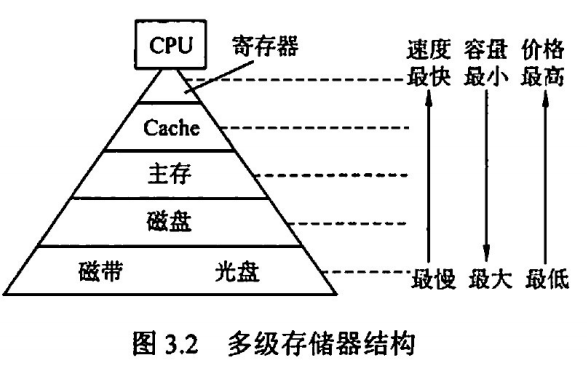 CPU 寄存器
速度 容量 价格
最快 最小 最高
Cache
主存
磁盘
磁带 光盘
最慢 最大 最低
图 3.2 多级存储器结构